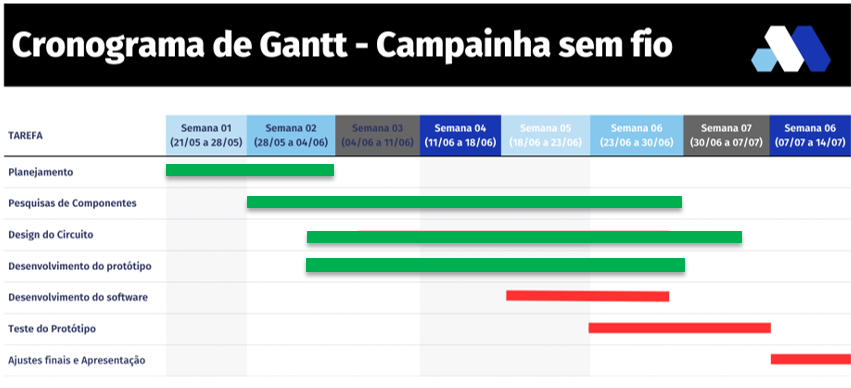 Cronograma de Gantt - Campainha sem fio
TAREFA
Semana 01
(21/05 a 28/05)
Semana 02
(28/05 a 04/06)
Semana 03
(04/06 a 11/06)
Semana 04
(11/06 a 18/06)
Semana 05
(18/06 a 23/06)
Semana 06
(23/06 a 30/06)
Semana 07
(30/06 a 07/07)
Semana 06
(07/07 a 14/07)
Planejamento
Pesquisas de Componentes
Design do Circuito
Desenvolvimento do protótipo
Desenvolvimento do software
Teste do Protótipo
Ajustes finais e Apresentação